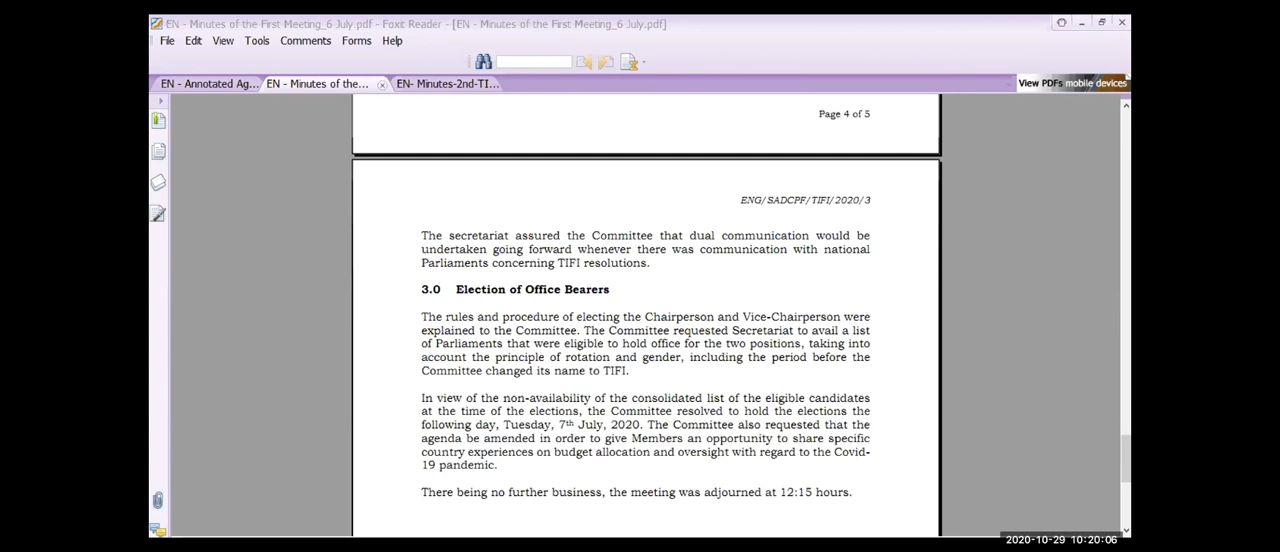 EN - Minutes of the First Meeting_6 July.pdf - Foxit Reader - [EN - Minutes of the First Meeting_6 July.pdf]
File Edit View Tools Comments Forms Help
EN - Annotated Ag... EN - Minutes of the... EN- Minutes-2nd-TI...
View PDFs mobile devices
Page 4 of 5
ENG/SADCPF/TIFI/2020/3
The secretariat assured the Committee that dual communication would be
undertaken going forward whenever there was communication with national
Parliaments concerning TIFI resolutions.
3.0 Election of Office Bearers
The rules and procedure of electing the Chairperson and Vice-Chairperson were
explained to the Committee. The Committee requested Secretariat to avail a list
of Parliaments that were eligible to hold office for the two positions, taking into
account the principle of rotation and gender, including the period before the
Committee changed its name to TIFI.
In view of the non-availability of the consolidated list of the eligible candidates
at the time of the elections, the Committee resolved to hold the elections the
following day, Tuesday, 7th July, 2020. The Committee also requested that the
agenda be amended in order to give Members an opportunity to share specific
country experiences on budget allocation and oversight with regard to the Covid-
19 pandemic.
There being no further business, the meeting was adjourned at 12:15 hours.
2020-10-29 10:20:06